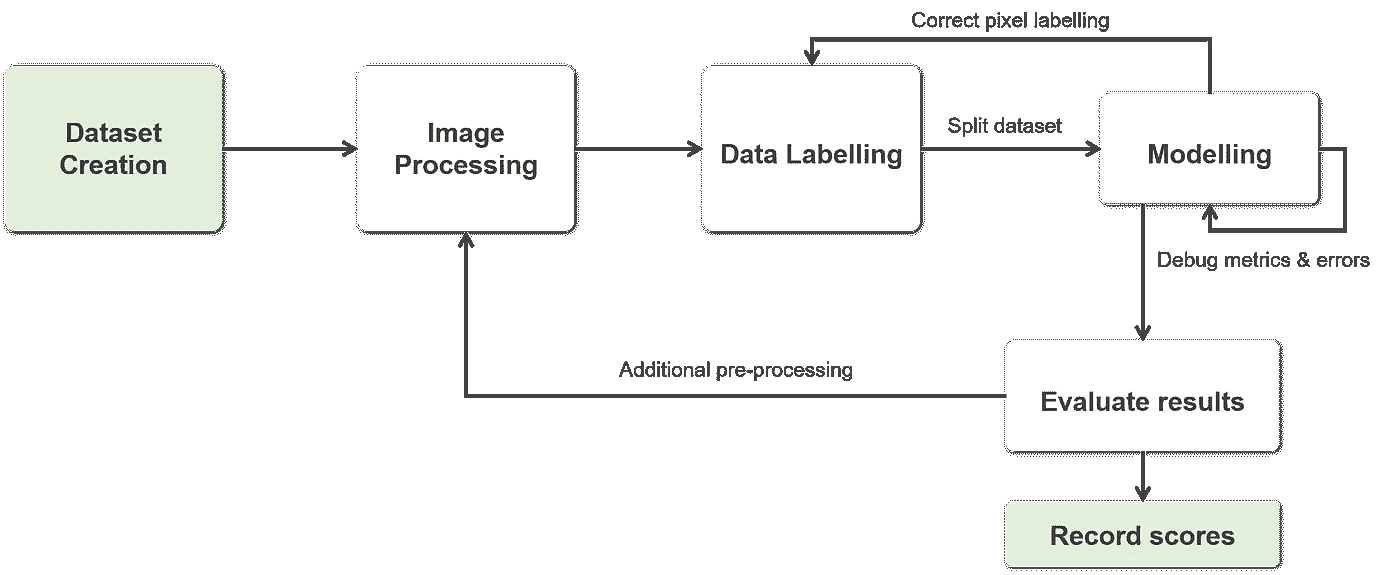 Correct pixel labelling
Dataset
Creation
Image
Processing
Data Labelling
Split dataset
Modelling
Debug metrics & errors
Additional pre-processing
Evaluate results
Record scores